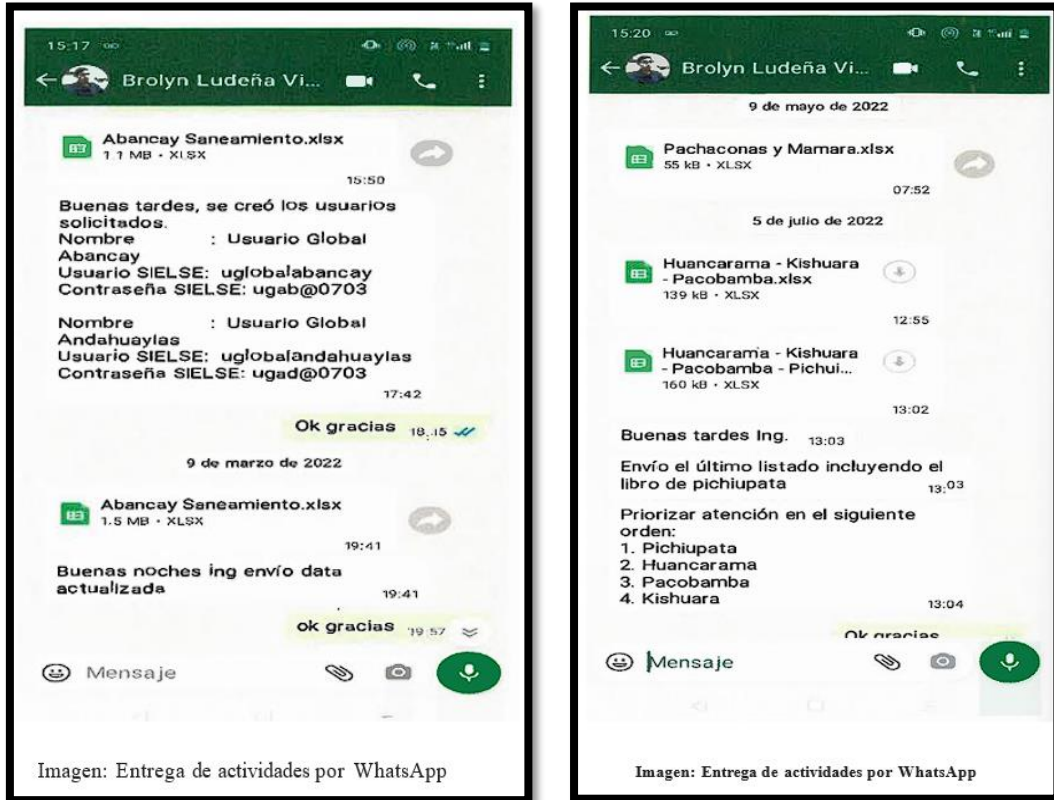 15:17
Brolyn Ludeña Vi...
Abancay Saneamiento.xlsx
1.1 MB • XLSX
15:50
Buenas tardes, se creó los usuarios
solicitados.
Nombre : Usuario Global
Abancay
Usuario SIELSE: uglobalabancay
Contraseña SIELSE: ugab@0703
Nombre : Usuario Global
Andahuaylas
Usuario SIELSE: uglobalandahuaylas
Contraseña SIELSE: ugad@0703
17:42
Ok gracias 18:15
9 de marzo de 2022
Abancay Saneamiento.xlsx
1.5 MB • XLSX
19:41
Buenas noches ing envío data
actualizada
19:41
ok gracias 19:57
Mensaje
Imagen: Entrega de actividades por WhatsApp
15:20
Brolyn Ludeña Vi...
9 de mayo de 2022
Pachaconas y Mamara.xlsx
55 kB • XLSX
07:52
5 de julio de 2022
Huancarama - Kishuara
- Pacobamba.xlsx
139 kB • XLSX
12:55
Huancarama - Kishuara
- Pacobamba - Pichui...
160 kB • XLSX
13:02
Buenas tardes Ing. 13:03
Envío el último listado incluyendo el
libro de pichiupata
13:03
Priorizar atención en el siguiente
orden:
1. Pichiupata
2. Huancarama
3. Pacobamba
4. Kishuara
13:04
Ok gracias
Mensaje
Imagen: Entrega de actividades por WhatsApp